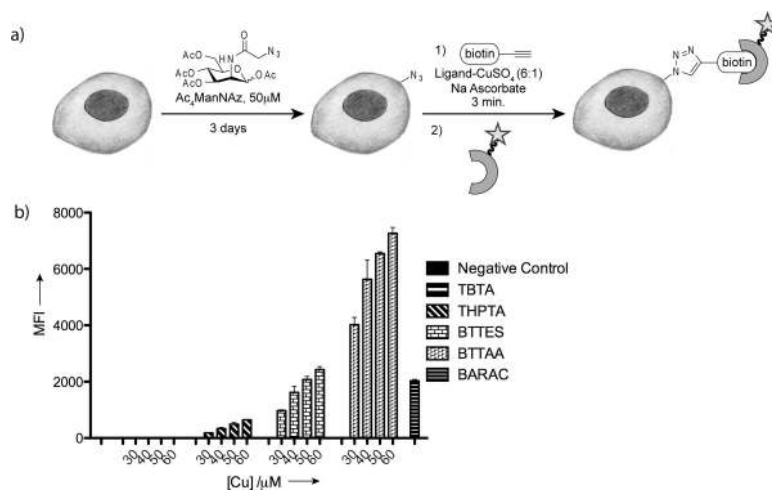 a)
O
N₃
AcO
HN
AcO
AcO
O
OAc
Ac₄ManNAz, 50µM
3 days
N₃
1)
biotin
Ligand-CuSO₄ (6:1)
Na Ascorbate
3 min.
2)
N=N
N
biotin
b)
8000
6000
4000
2000
0
MFI
30 40 50 60
30 40 50 60
30 40 50 60
30 40 50 60
[Cu] /µM
Negative Control
TBTA
THPTA
BTTES
BTTAA
BARAC